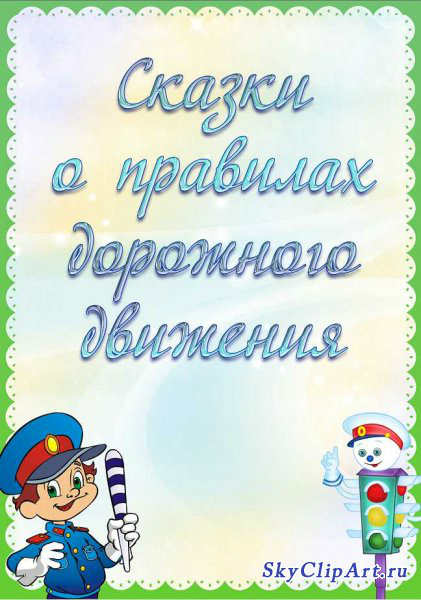 Сказки
о правилах
дорожного
движения
SkyClipArt.ru